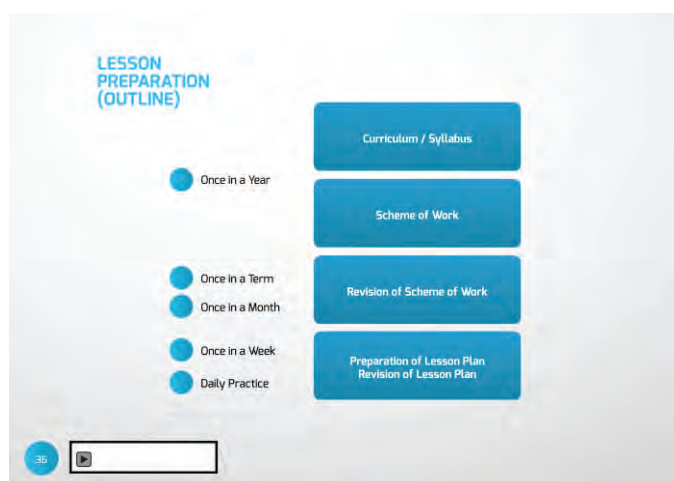 LESSON
PREPARATION
(OUTLINE)
Curriculum / Syllabus
Once in a Year
Scheme of Work
Once in a Term
Once in a Month
Revision of Scheme of Work
Once in a Week
Daily Practice
Preparation of Lesson Plan
Revision of Lesson Plan
36